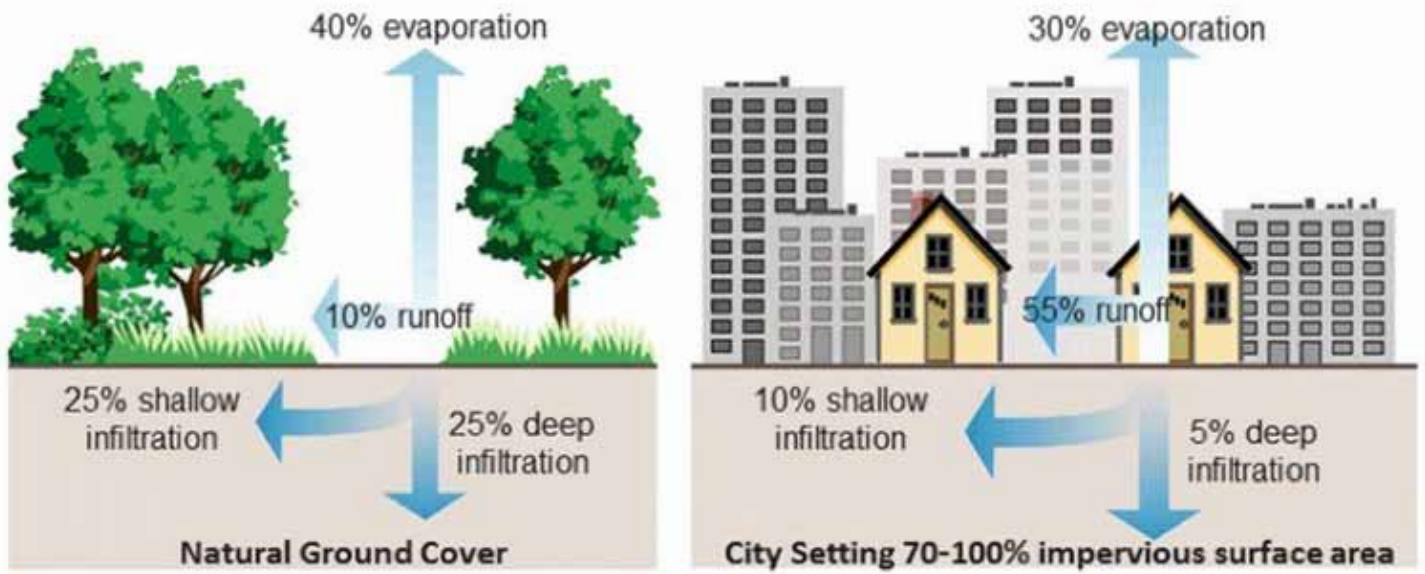 40% evaporation
10% runoff
25% shallow
infiltration
25% deep
infiltration
Natural Ground Cover
30% evaporation
55% runoff
10% shallow
infiltration
5% deep
infiltration
City Setting 70-100% impervious surface area